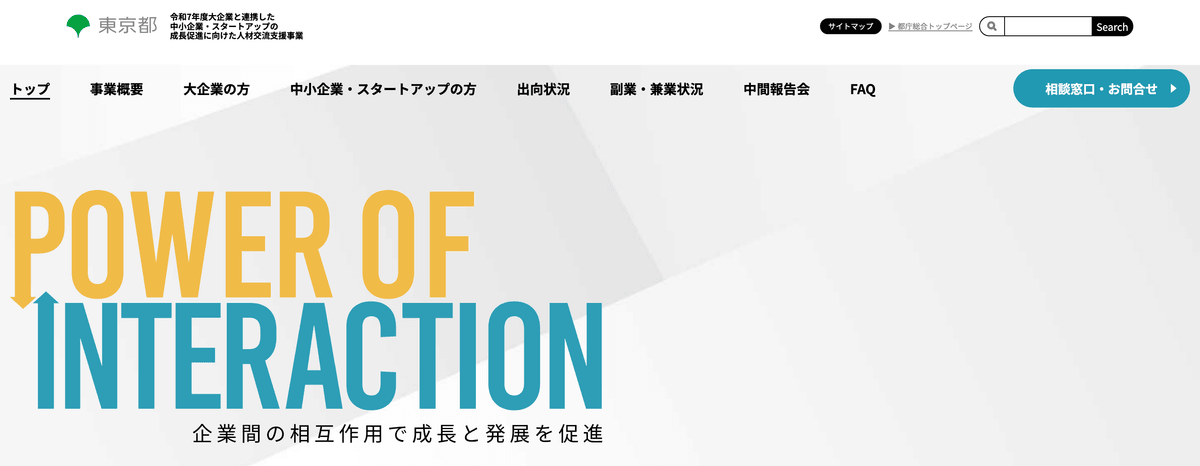 東京都
令和7年度大企業と連携した
中小企業・スタートアップの
成長促進に向けた人材交流支援事業
サイトマップ
▶ 都庁総合トップページ
Search
トップ 事業概要 大企業の方 中小企業・スタートアップの方 出向状況 副業・兼業状況 中間報告会 FAQ
相談窓口・お問合せ
POWER OF
INTERACTION
企業間の相互作用で成長と発展を促進